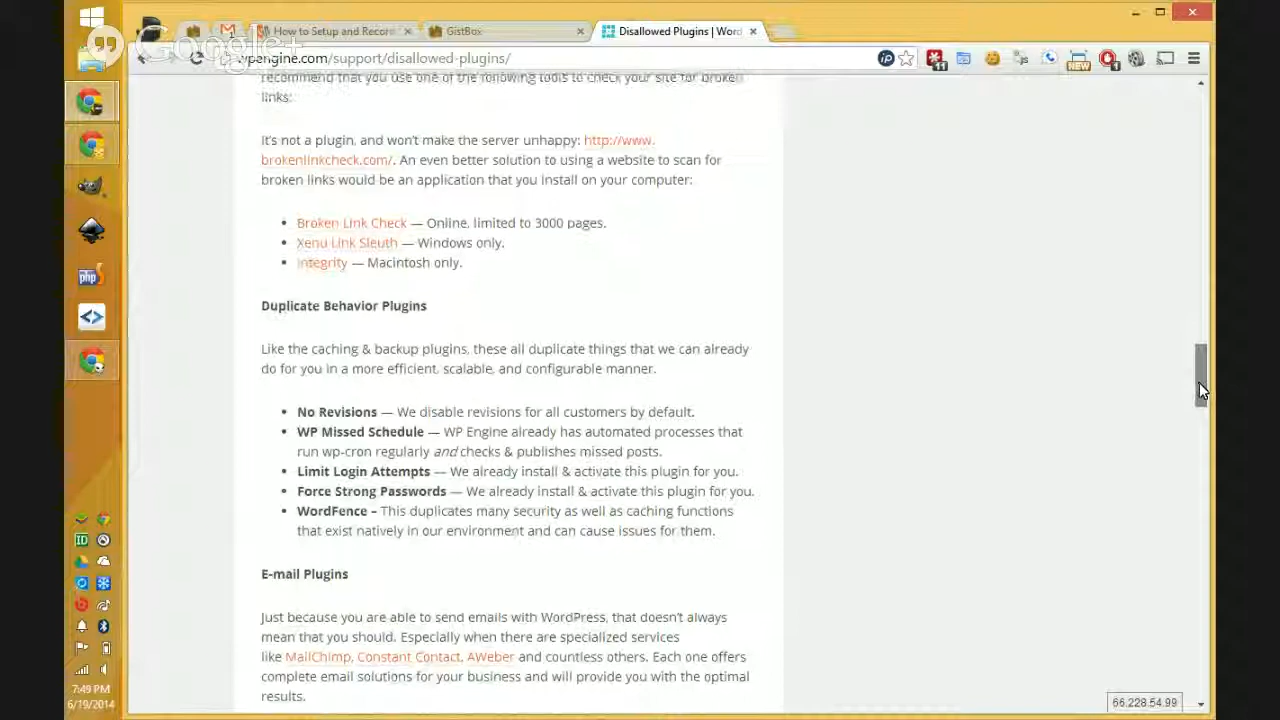 Google+
How to Setup and Record
GistBox
Disallowed Plugins | Word
pengine.com/support/disallowed-plugins/
11
NEW
1
recommend that you use one of the following tools to check your site for broken
links:
It's not a plugin, and won't make the server unhappy: http://www.
brokenlinkcheck.com/. An even better solution to using a website to scan for
broken links would be an application that you install on your computer:
• Broken Link Check — Online, limited to 3000 pages.
• Xenu Link Sleuth — Windows only.
• Integrity — Macintosh only.
Duplicate Behavior Plugins
Like the caching & backup plugins, these all duplicate things that we can already
do for you in a more efficient, scalable, and configurable manner.
• No Revisions — We disable revisions for all customers by default.
• WP Missed Schedule — WP Engine already has automated processes that
run wp-cron regularly and checks & publishes missed posts.
• Limit Login Attempts — We already install & activate this plugin for you.
• Force Strong Passwords — We already install & activate this plugin for you.
• WordFence – This duplicates many security as well as caching functions
that exist natively in our environment and can cause issues for them.
E-mail Plugins
Just because you are able to send emails with WordPress, that doesn't always
mean that you should. Especially when there are specialized services
like MailChimp, Constant Contact, AWeber and countless others. Each one offers
complete email solutions for your business and will provide you with the optimal
results.
php
ID
7:49 PM
6/19/2014
66.228.54.99